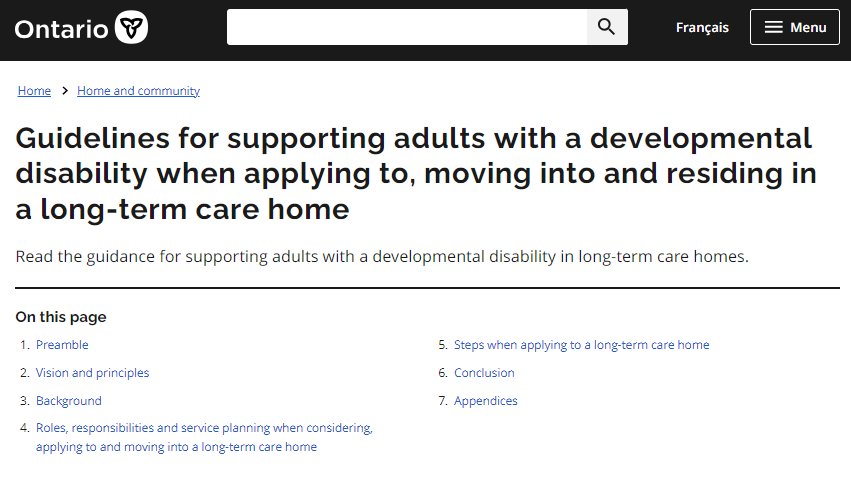 Ontario
Français
Menu
Home > Home and community
Guidelines for supporting adults with a developmental
disability when applying to, moving into and residing in
a long-term care home
Read the guidance for supporting adults with a developmental disability in long-term care homes.
On this page
1. Preamble
2. Vision and principles
3. Background
4. Roles, responsibilities and service planning when considering,
applying to and moving into a long-term care home
5. Steps when applying to a long-term care home
6. Conclusion
7. Appendices